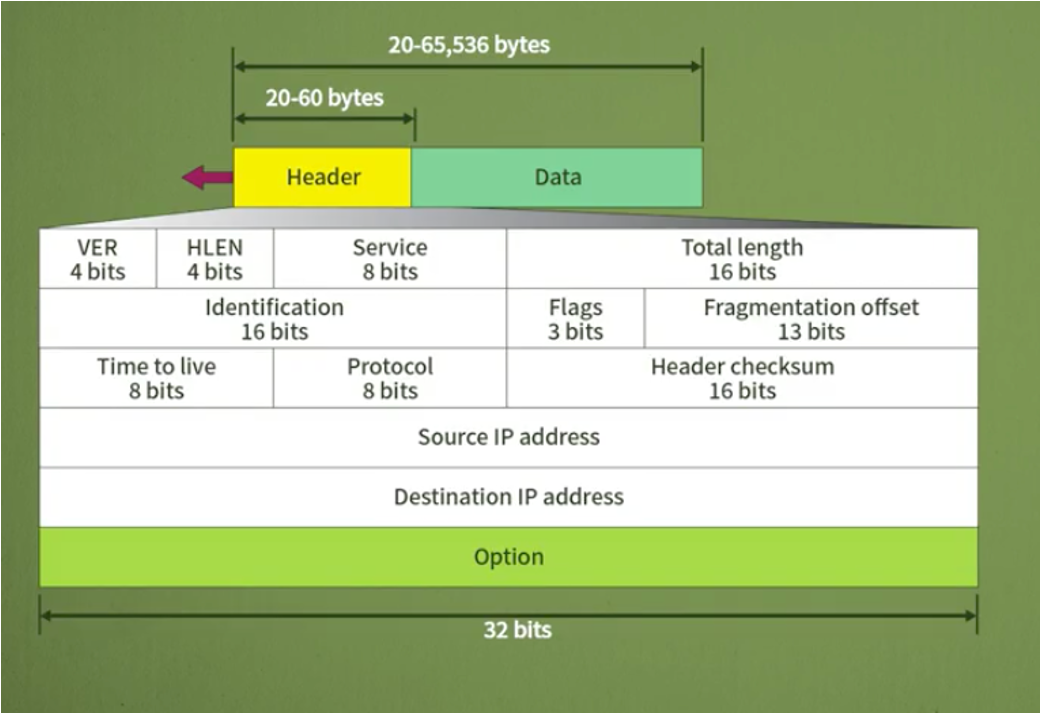 20-65,536 bytes
20-60 bytes
Header
Data
VER
4 bits
HLEN
4 bits
Service
8 bits
Total length
16 bits
Identification
16 bits
Flags
3 bits
Fragmentation offset
13 bits
Time to live
8 bits
Protocol
8 bits
Header checksum
16 bits
Source IP address
Destination IP address
Option
32 bits